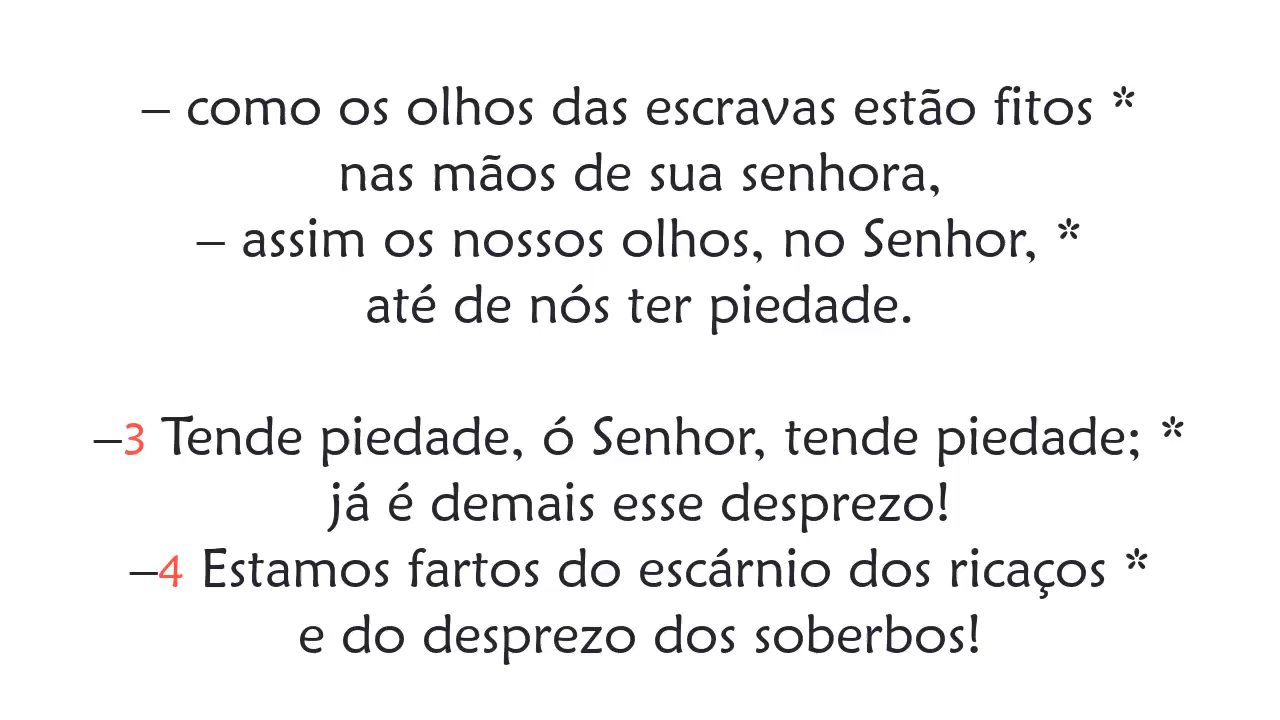 – como os olhos das escravas estão fitos *
nas mãos de sua senhora,
– assim os nossos olhos, no Senhor, *
até de nós ter piedade.
–3 Tende piedade, ó Senhor, tende piedade; *
já é demais esse desprezo!
–4 Estamos fartos do escárnio dos ricaços *
e do desprezo dos soberbos!